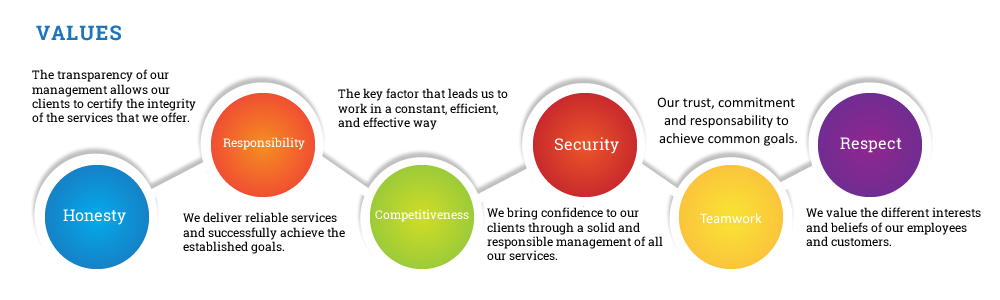 VALUES
The transparency of our
management allows our
clients to certify the integrity
of the services that we offer.
Honesty
Responsibility
We deliver reliable services
and successfully achieve the
established goals.
The key factor that leads us to
work in a constant, efficient,
and effective way
Competitiveness
Security
We bring confidence to our
clients through a solid and
responsible management of all
our services.
Our trust, commitment
and responsability to
achieve common goals.
Teamwork
Respect
We value the different interests
and beliefs of our employees
and customers.